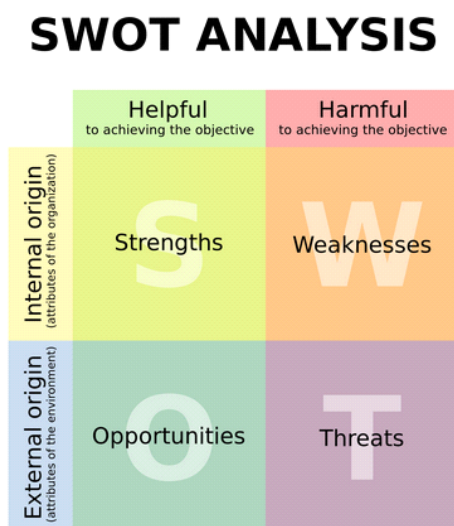 SWOT ANALYSIS
Helpful
to achieving the objective
Harmful
to achieving the objective
Internal origin
(attributes of the organization)
S
Strengths
W
Weaknesses
External origin
(attributes of the environment)
O
Opportunities
T
Threats